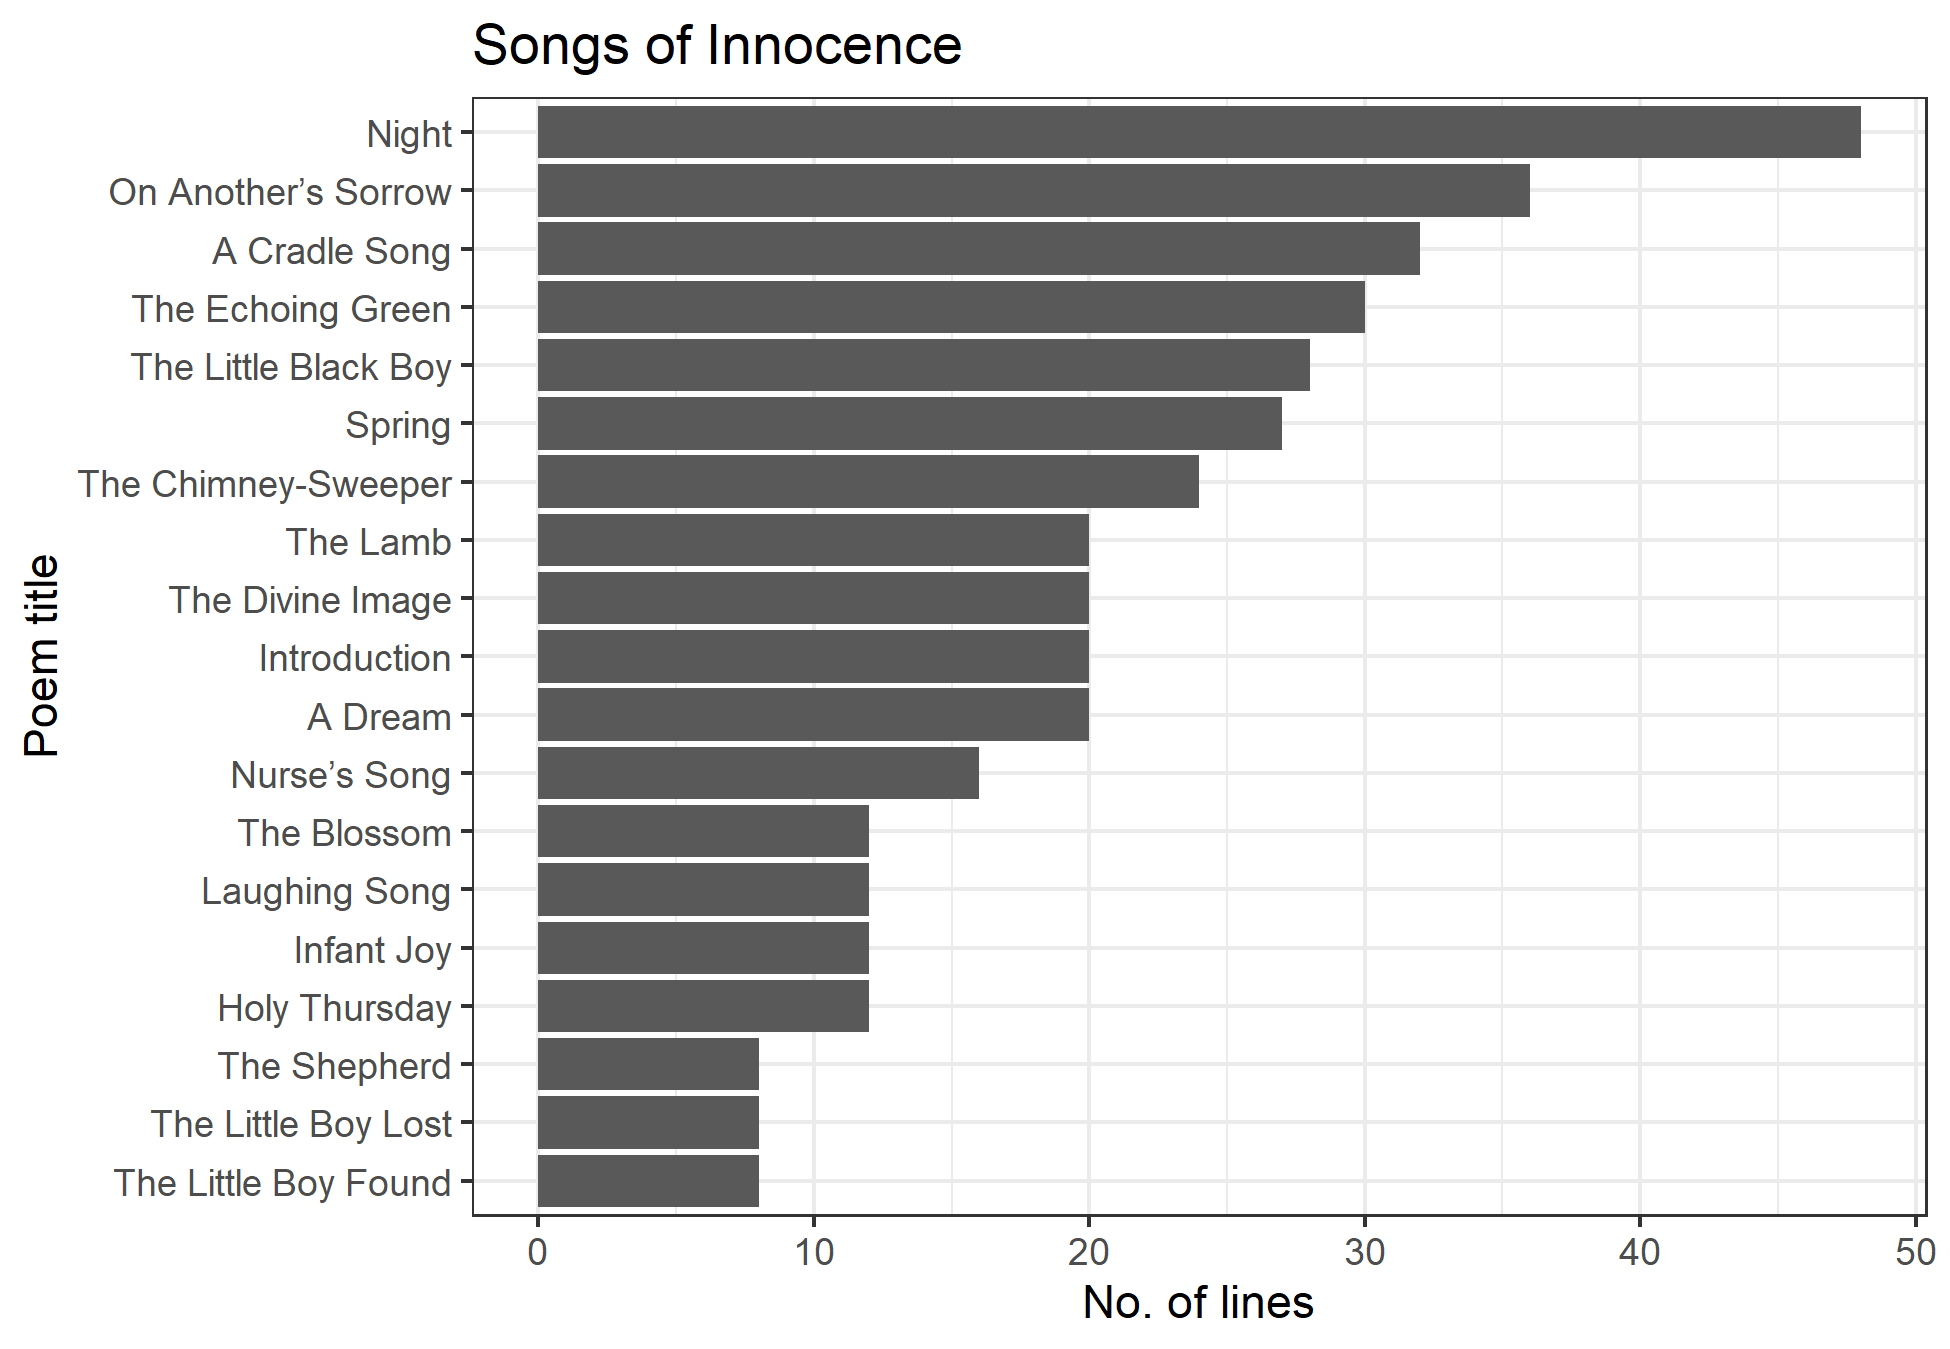 Songs of Innocence
Night
On Another’s Sorrow
A Cradle Song
The Echoing Green
The Little Black Boy
Spring
The Chimney-Sweeper
The Lamb
The Divine Image
Introduction
A Dream
Nurse’s Song
The Blossom
Laughing Song
Infant Joy
Holy Thursday
The Shepherd
The Little Boy Lost
The Little Boy Found
Poem title
0 10 20 30 40 50
No. of lines